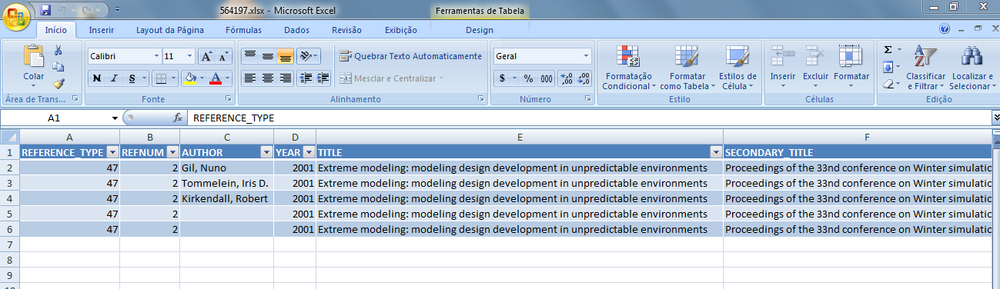 564197.xlsx - Microsoft Excel Ferramentas de Tabela
Início Inserir Layout da Página Fórmulas Dados Revisão Exibição Design
Colar
Área de Trans...
Calibri 11
N I S
Fonte
Quebrar Texto Automaticamente
Mesclar e Centralizar
Alinhamento
Geral
$ % 000 ,0 ,00 ,00 ,0
Número
Formatação Condicional
Formatar como Tabela
Estilos de Célula
Estilo
Inserir Excluir Formatar
Células
Classificar e Filtrar
Localizar e Selecionar
Edição
A1 fx REFERENCE_TYPE
A B C D E F
1 REFERENCE_TYPE REFNUM AUTHOR YEAR TITLE SECONDARY_TITLE
2 47 2 Gil, Nuno 2001 Extreme modeling: modeling design development in unpredictable environments Proceedings of the 33nd conference on Winter simulatio
3 47 2 Tommelein, Iris D. 2001 Extreme modeling: modeling design development in unpredictable environments Proceedings of the 33nd conference on Winter simulatio
4 47 2 Kirkendall, Robert 2001 Extreme modeling: modeling design development in unpredictable environments Proceedings of the 33nd conference on Winter simulatio
5 47 2 2001 Extreme modeling: modeling design development in unpredictable environments Proceedings of the 33nd conference on Winter simulatio
6 47 2 2001 Extreme modeling: modeling design development in unpredictable environments Proceedings of the 33nd conference on Winter simulatio
7
8
9